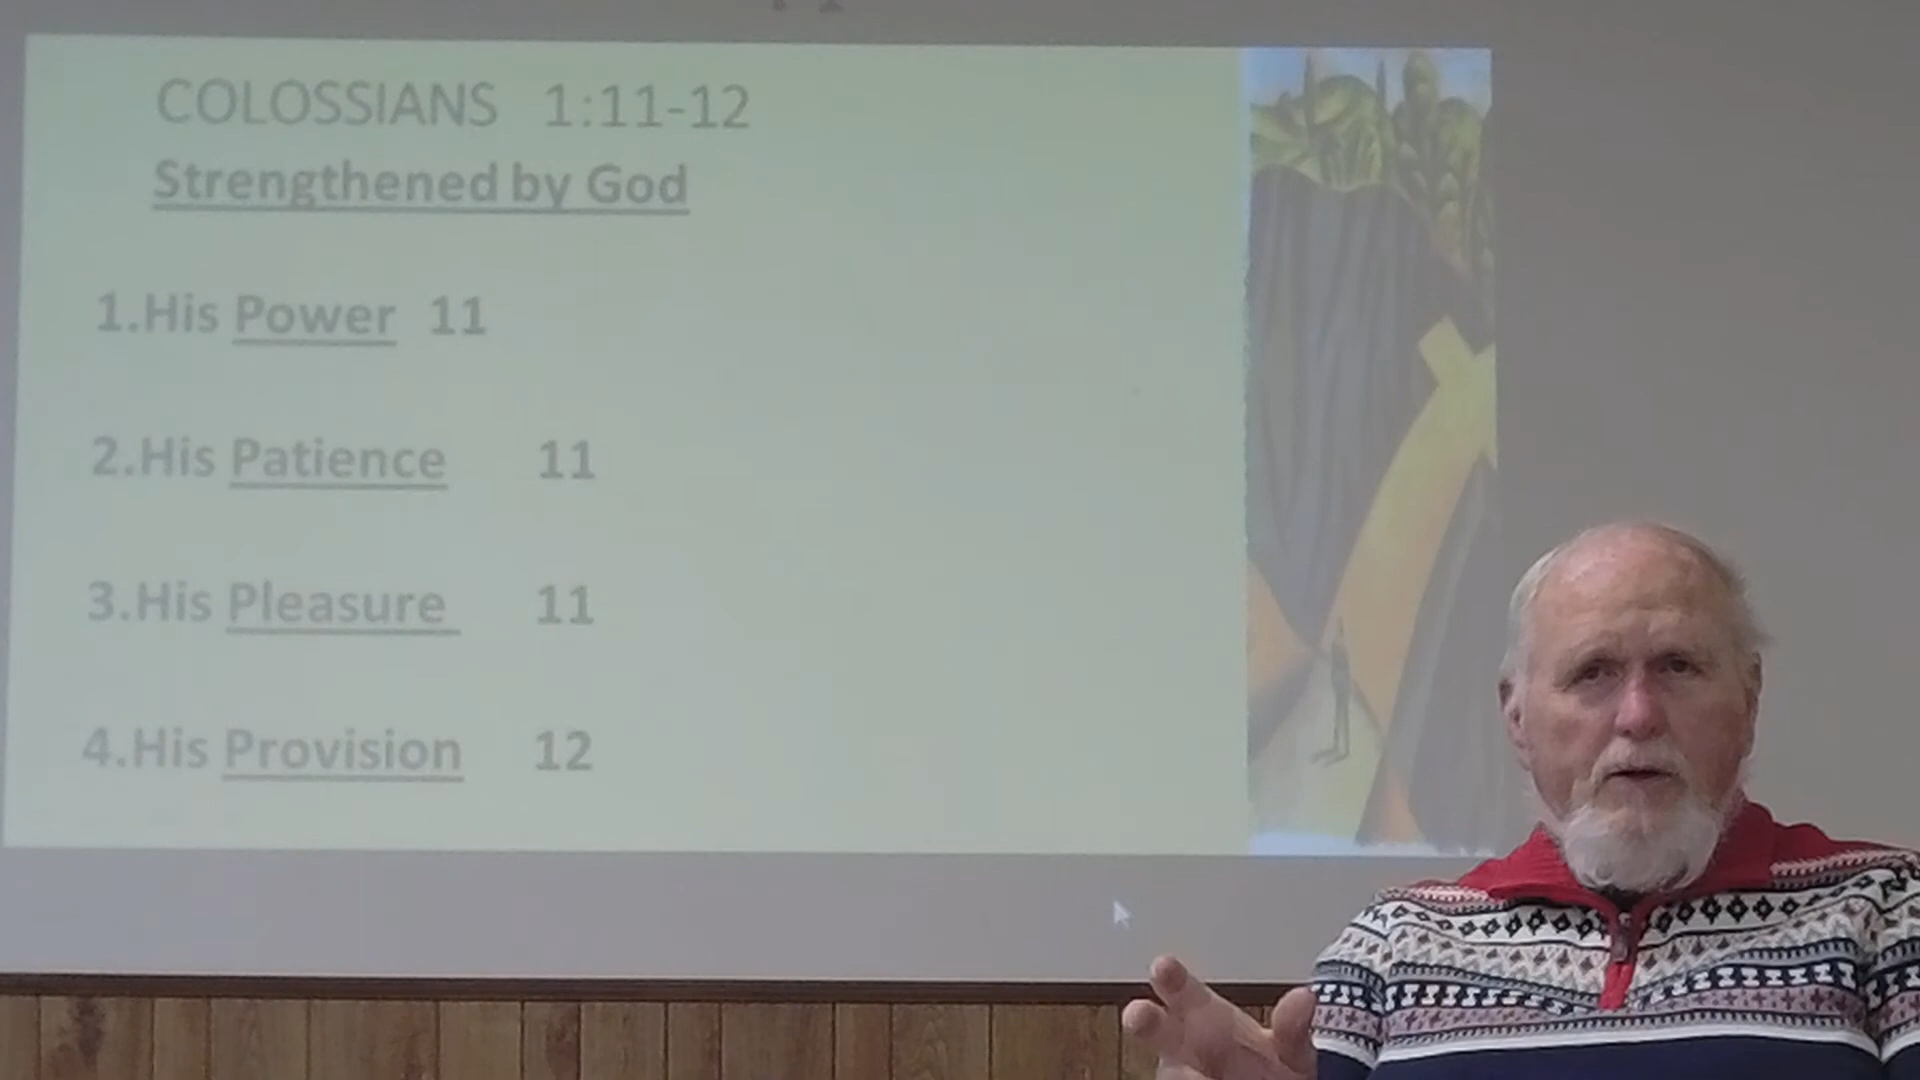 COLOSSIANS 1:11-12
Strengthened by God
1.His Power 11
2.His Patience 11
3.His Pleasure 11
4.His Provision 12